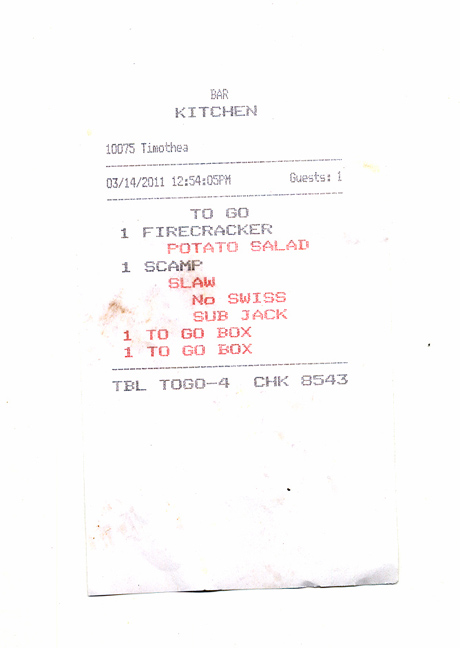 BAR
KITCHEN
10075 Timothea
03/14/2011 12:54:05PM Guests: 1
TO GO
1 FIRECRACKER
POTATO SALAD
1 SCAMP
SLAW
No SWISS
SUB JACK
1 TO GO BOX
1 TO GO BOX
TBL TOGO-4 CHK 8543